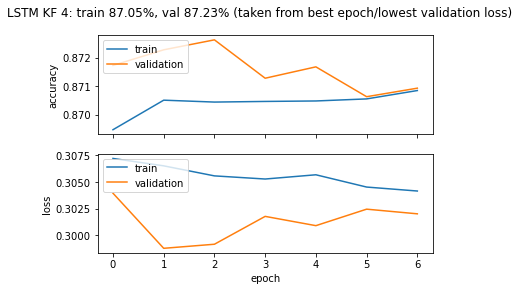 LSTM KF 4: train 87.05%, val 87.23% (taken from best epoch/lowest validation loss)
0.872
0.871
0.870
accuracy
train
validation
0.3075
0.3050
0.3025
0.3000
loss
train
validation
0 1 2 3 4 5 6
epoch